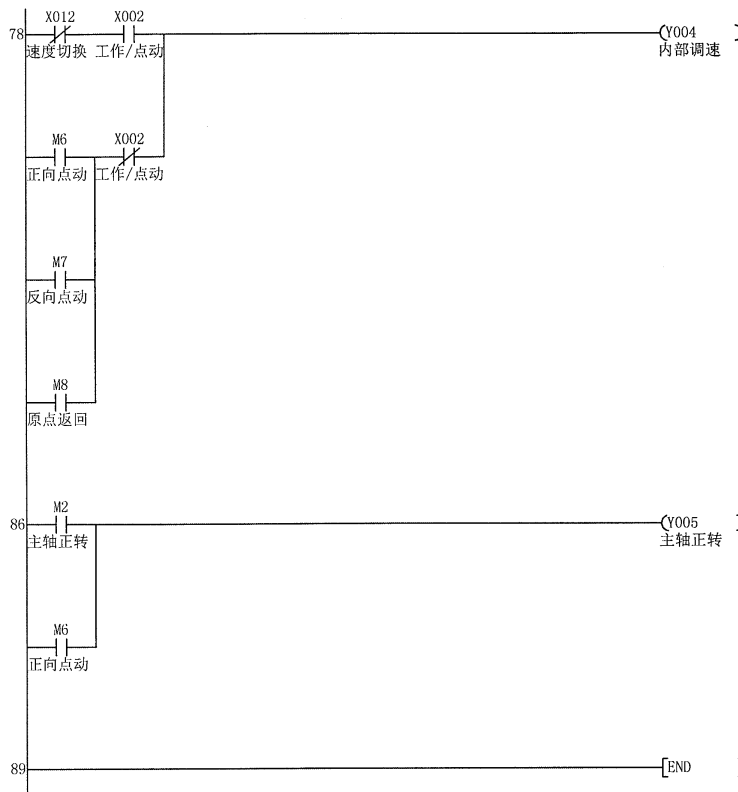 X012 X002
78 (Y004 )
速度切换 工作/点动 内部调速
M6 X002
正向点动 工作/点动
M7
反向点动
M8
原点返回
M2
86 (Y005 ]
主轴正转 主轴正转
M6
正向点动
89 [END